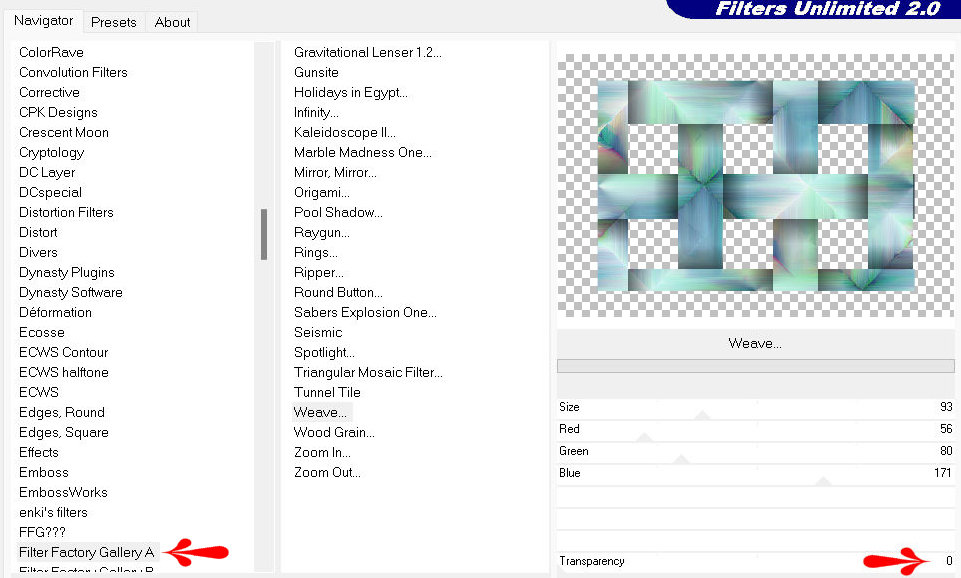 Filters Unlimited 2.0
Navigator Presets About
ColorRave
Convolution Filters
Corrective
CPK Designs
Crescent Moon
Cryptology
DC Layer
DCspecial
Distortion Filters
Distort
Divers
Dynasty Plugins
Dynasty Software
Déformation
Ecosse
ECWS Contour
ECWS halftone
ECWS
Edges, Round
Edges, Square
Effects
Emboss
EmbossWorks
enki's filters
FFG???
Filter Factory Gallery A
Filter Factory Gallery B
Gravitational Lenser 1.2...
Gunsite
Holidays in Egypt...
Infinity...
Kaleidoscope II...
Marble Madness One...
Mirror, Mirror...
Origami...
Pool Shadow...
Raygun...
Rings...
Ripper...
Round Button...
Sabers Explosion One...
Seismic
Spotlight...
Triangular Mosaic Filter...
Tunnel Tile
Weave...
Wood Grain...
Zoom In...
Zoom Out...
Weave...
Size 93
Red 56
Green 80
Blue 171
Transparency 0